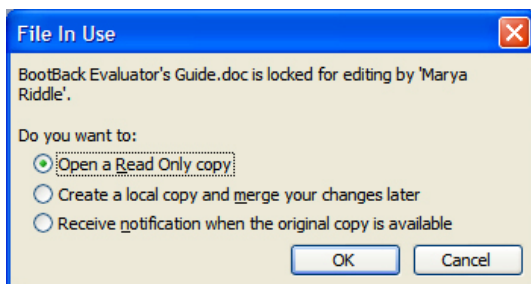 File In Use
BootBack Evaluator's Guide.doc is locked for editing by 'Marya
Riddle'.
Do you want to:
Open a Read Only copy
Create a local copy and merge your changes later
Receive notification when the original copy is available
OK Cancel